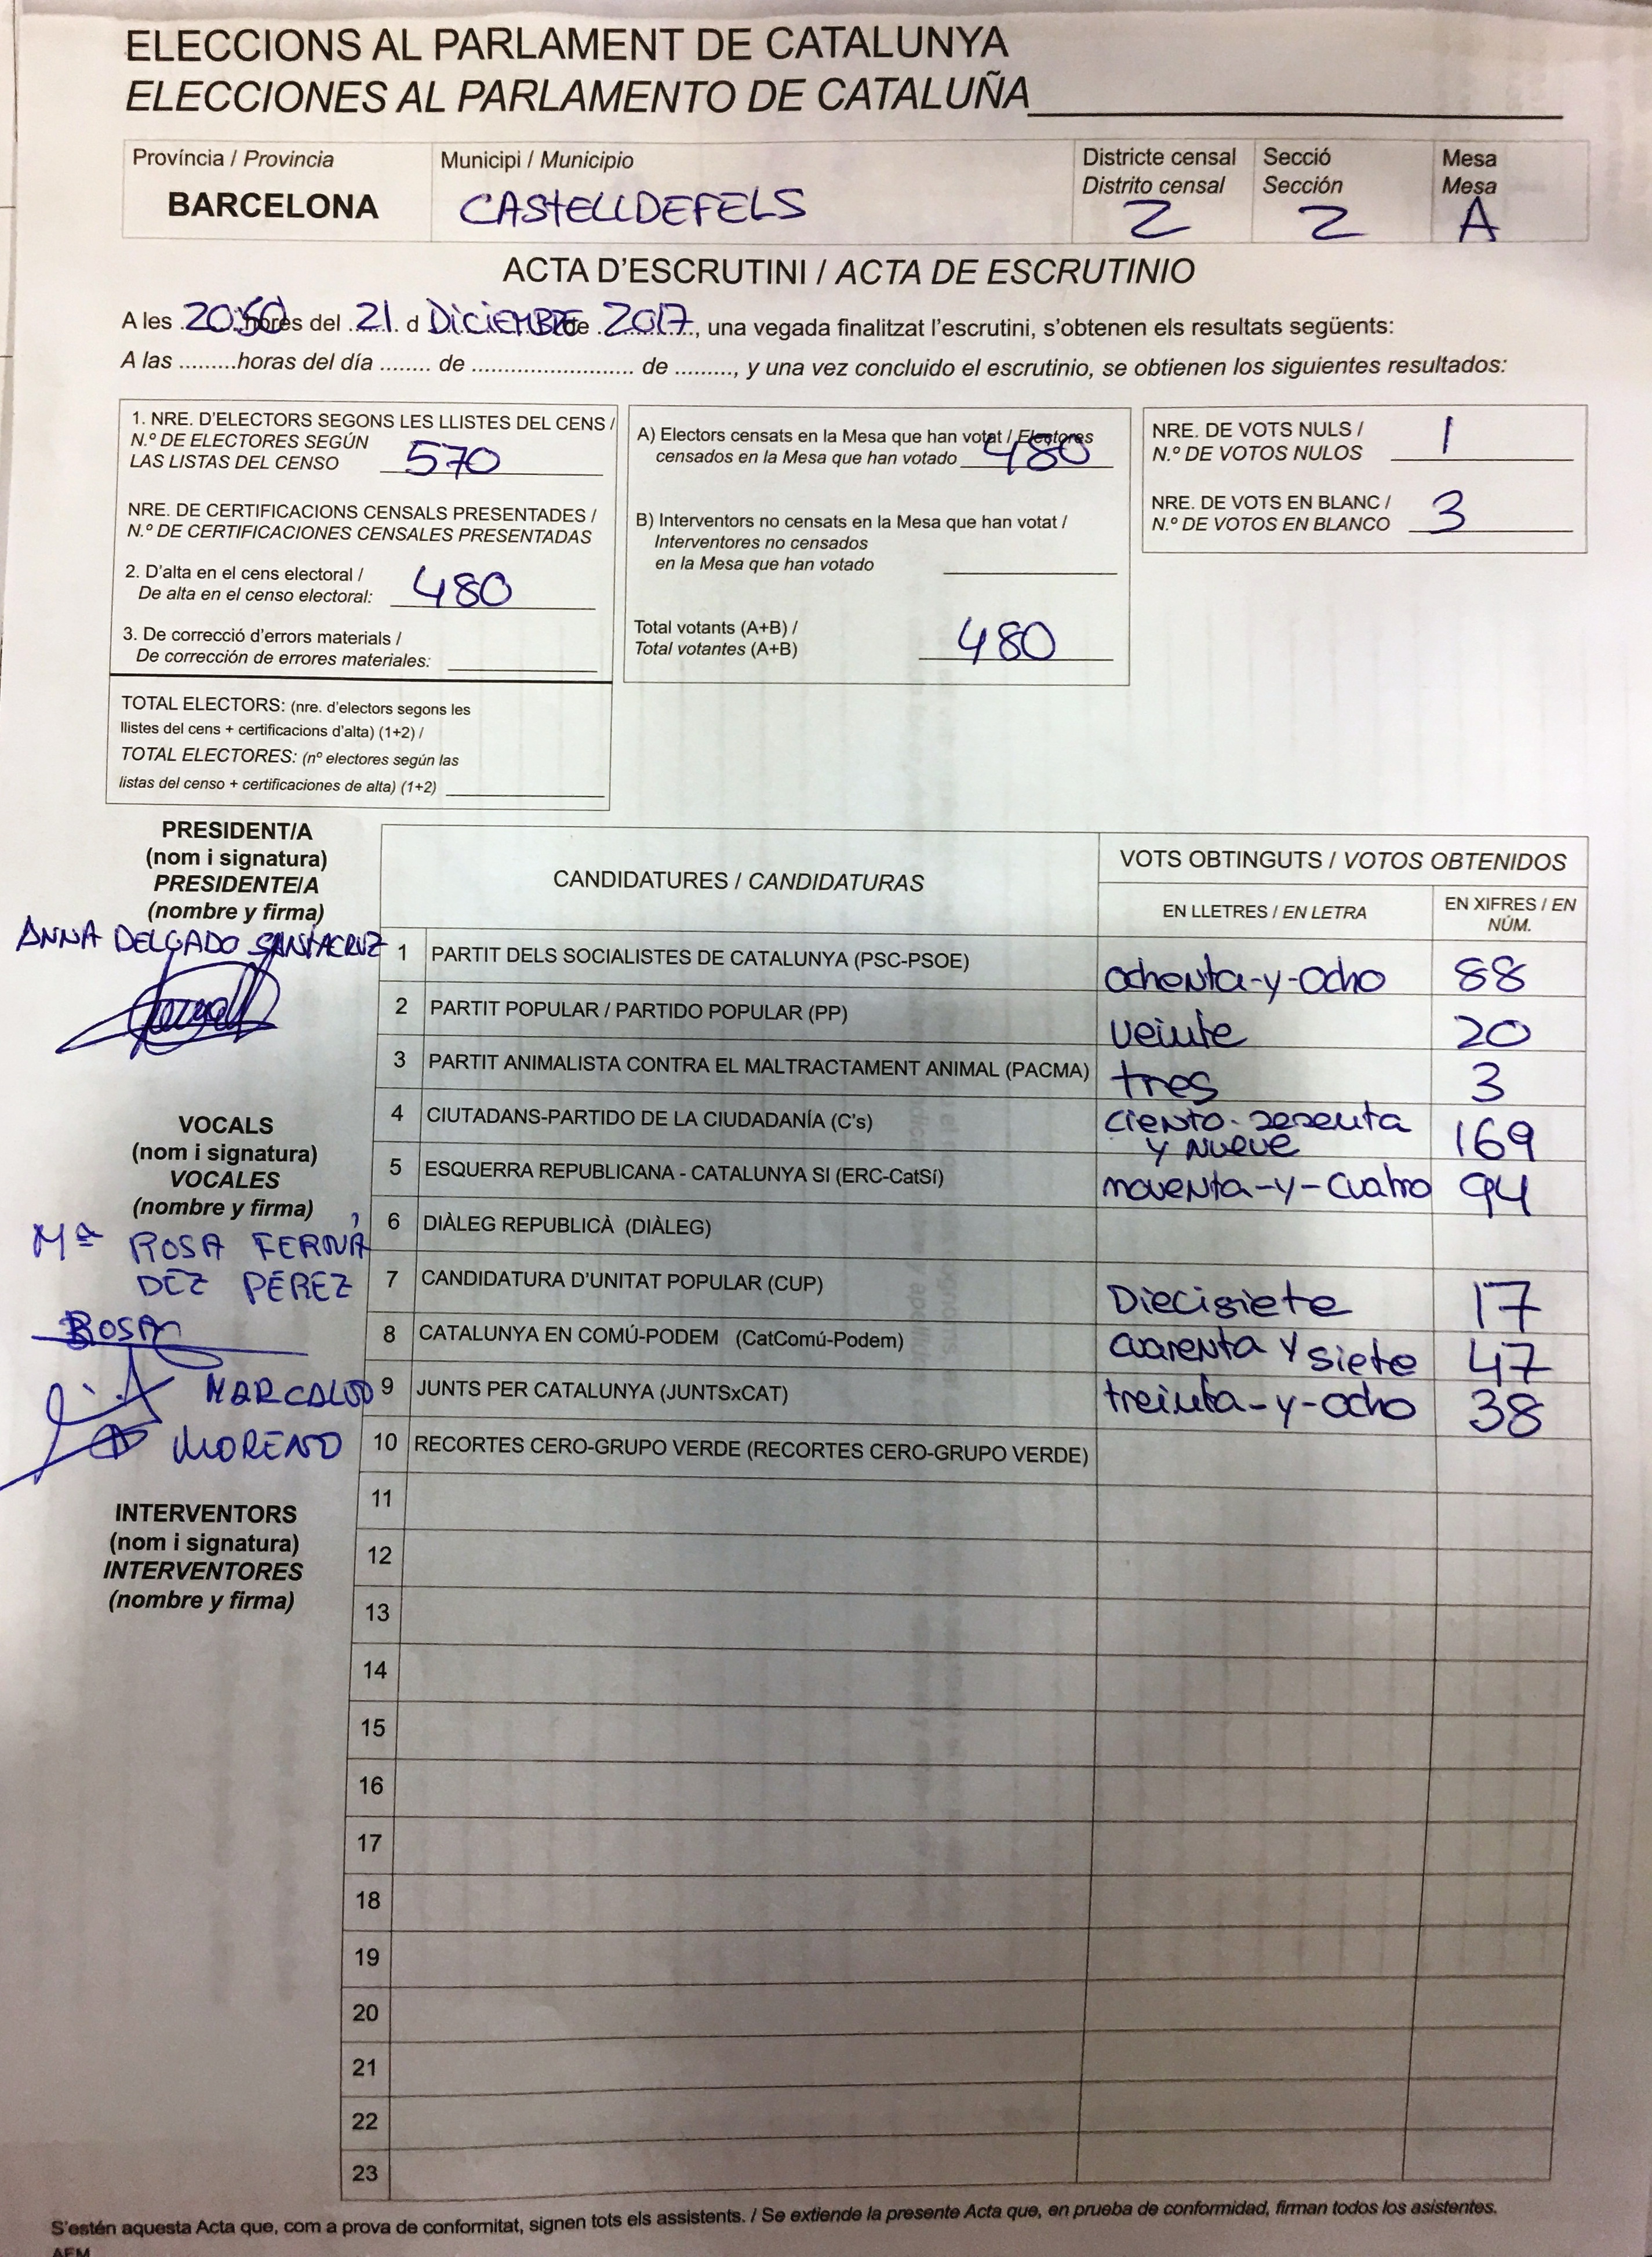 ELECCIONS AL PARLAMENT DE CATALUNYA
ELECCIONES AL PARLAMENTO DE CATALUÑA
Província / Provincia
BARCELONA
Municipi / Municipio
CASTELLDEFELS
Districte censal
Distrito censal
2
Secció
Sección
2
Mesa
Mesa
A
ACTA D'ESCRUTINI / ACTA DE ESCRUTINIO
A les 20:50 hores del 21 d Diciembre de 2017, una vegada finalitzat l'escrutini, s'obtenen els resultats següents:
A las .........horas del día ........ de ......................... de ........., y una vez concluido el escrutinio, se obtienen los siguientes resultados:
1. NRE. D'ELECTORS SEGONS LES LLISTES DEL CENS /
N.º DE ELECTORES SEGÚN
LAS LISTAS DEL CENSO 570
NRE. DE CERTIFICACIONS CENSALS PRESENTADES /
N.º DE CERTIFICACIONES CENSALES PRESENTADAS
2. D'alta en el cens electoral /
De alta en el censo electoral: 480
3. De correcció d'errors materials /
De corrección de errores materiales:
TOTAL ELECTORS: (nre. d'electors segons les
llistes del cens + certificacions d'alta) (1+2) /
TOTAL ELECTORES: (nº electores según las
listas del censo + certificaciones de alta) (1+2)
A) Electors censats en la Mesa que han votat / Electores
censados en la Mesa que han votado 480
B) Interventors no censats en la Mesa que han votat /
Interventores no censados
en la Mesa que han votado
Total votants (A+B) /
Total votantes (A+B) 480
NRE. DE VOTS NULS /
N.º DE VOTOS NULOS 1
NRE. DE VOTS EN BLANC /
N.º DE VOTOS EN BLANCO 3
PRESIDENT/A
(nom i signatura)
PRESIDENTE/A
(nombre y firma)
ANNA DELGADO SANTACRUZ
VOCALS
(nom i signatura)
VOCALES
(nombre y firma)
Mª ROSA FERNÁ
DEZ PÉREZ
ROSA
MARCALO
MORENO
INTERVENTORS
(nom i signatura)
INTERVENTORES
(nombre y firma)
CANDIDATURES / CANDIDATURAS
VOTS OBTINGUTS / VOTOS OBTENIDOS
EN LLETRES / EN LETRA
EN XIFRES / EN
NÚM.
1 PARTIT DELS SOCIALISTES DE CATALUNYA (PSC-PSOE) ochenta-y-ocho 88
2 PARTIT POPULAR / PARTIDO POPULAR (PP) veinte 20
3 PARTIT ANIMALISTA CONTRA EL MALTRACTAMENT ANIMAL (PACMA) tres 3
4 CIUTADANS-PARTIDO DE LA CIUDADANÍA (C's) ciento-sesenta
y nueve 169
5 ESQUERRA REPUBLICANA - CATALUNYA SI (ERC-CatSí) noventa-y-cuatro 94
6 DIÀLEG REPUBLICÀ (DIÀLEG)
7 CANDIDATURA D'UNITAT POPULAR (CUP) Diecisiete 17
8 CATALUNYA EN COMÚ-PODEM (CatComú-Podem) cuarenta y siete 47
9 JUNTS PER CATALUNYA (JUNTSxCAT) treinta-y-ocho 38
10 RECORTES CERO-GRUPO VERDE (RECORTES CERO-GRUPO VERDE)
11
12
13
14
15
16
17
18
19
20
21
22
23
S'estén aquesta Acta que, com a prova de conformitat, signen tots els assistents. / Se extiende la presente Acta que, en prueba de conformidad, firman todos los asistentes.
AEM